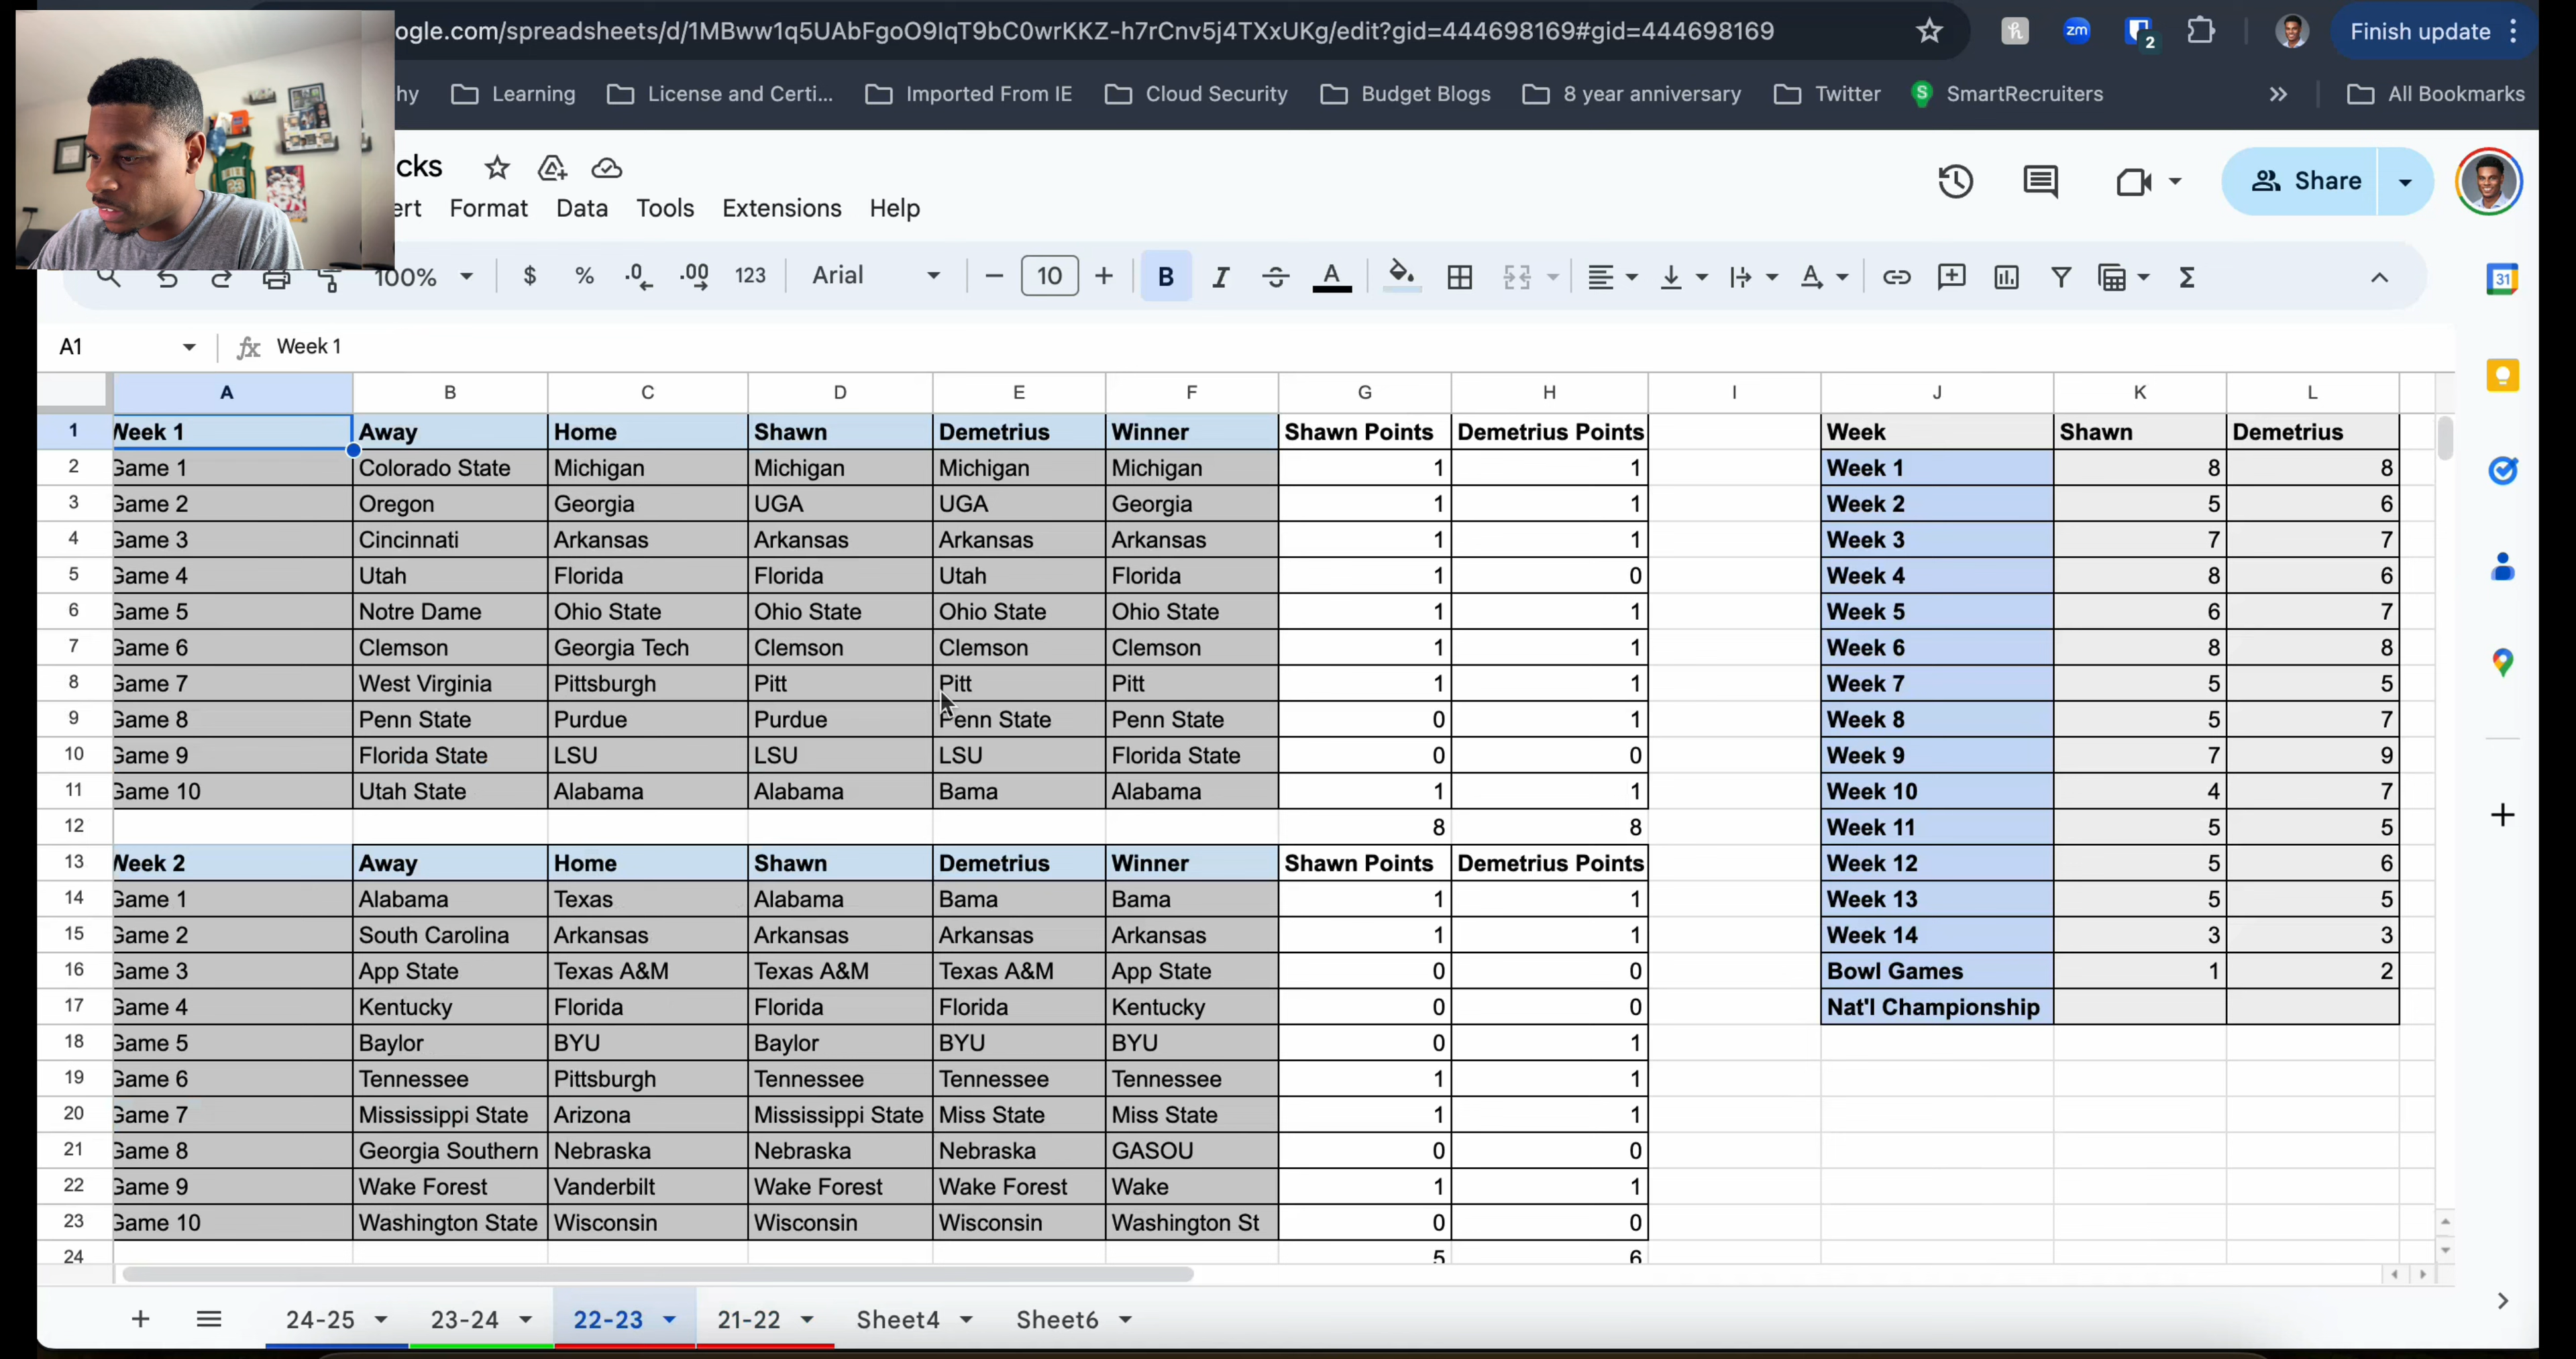 ogle.com/spreadsheets/d/1MBww1q5UAbFgoO9IqT9bC0wrKKZ-h7rCnv5j4TXxUKg/edit?gid=444698169#gid=444698169 zm 2 Finish update
hy Learning License and Certi... Imported From IE Cloud Security Budget Blogs 8 year anniversary Twitter S SmartRecruiters All Bookmarks
cks
ert Format Data Tools Extensions Help Share
100% $ % .0 .00 123 Arial 10 B I S A A Σ 31
A1 fx Week 1
A B C D E F G H I J K L
1 Week 1 Away Home Shawn Demetrius Winner Shawn Points Demetrius Points Week Shawn Demetrius
2 Game 1 Colorado State Michigan Michigan Michigan Michigan 1 1 Week 1 8 8
3 Game 2 Oregon Georgia UGA UGA Georgia 1 1 Week 2 5 6
4 Game 3 Cincinnati Arkansas Arkansas Arkansas Arkansas 1 1 Week 3 7 7
5 Game 4 Utah Florida Florida Utah Florida 1 0 Week 4 8 6
6 Game 5 Notre Dame Ohio State Ohio State Ohio State Ohio State 1 1 Week 5 6 7
7 Game 6 Clemson Georgia Tech Clemson Clemson Clemson 1 1 Week 6 8 8
8 Game 7 West Virginia Pittsburgh Pitt Pitt Pitt 1 1 Week 7 5 5
9 Game 8 Penn State Purdue Purdue Penn State Penn State 0 1 Week 8 5 7
10 Game 9 Florida State LSU LSU LSU Florida State 0 0 Week 9 7 9
11 Game 10 Utah State Alabama Alabama Bama Alabama 1 1 Week 10 4 7
12 8 8 Week 11 5 5
13 Week 2 Away Home Shawn Demetrius Winner Shawn Points Demetrius Points Week 12 5 6
14 Game 1 Alabama Texas Alabama Bama Bama 1 1 Week 13 5 5
15 Game 2 South Carolina Arkansas Arkansas Arkansas Arkansas 1 1 Week 14 3 3
16 Game 3 App State Texas A&M Texas A&M Texas A&M App State 0 0 Bowl Games 1 2
17 Game 4 Kentucky Florida Florida Florida Kentucky 0 0 Nat'l Championship
18 Game 5 Baylor BYU Baylor BYU BYU 0 1
19 Game 6 Tennessee Pittsburgh Tennessee Tennessee Tennessee 1 1
20 Game 7 Mississippi State Arizona Mississippi State Miss State Miss State 1 1
21 Game 8 Georgia Southern Nebraska Nebraska Nebraska GASOU 0 0
22 Game 9 Wake Forest Vanderbilt Wake Forest Wake Forest Wake 1 1
23 Game 10 Washington State Wisconsin Wisconsin Wisconsin Washington St 0 0
24 5 6
24-25 23-24 22-23 21-22 Sheet4 Sheet6